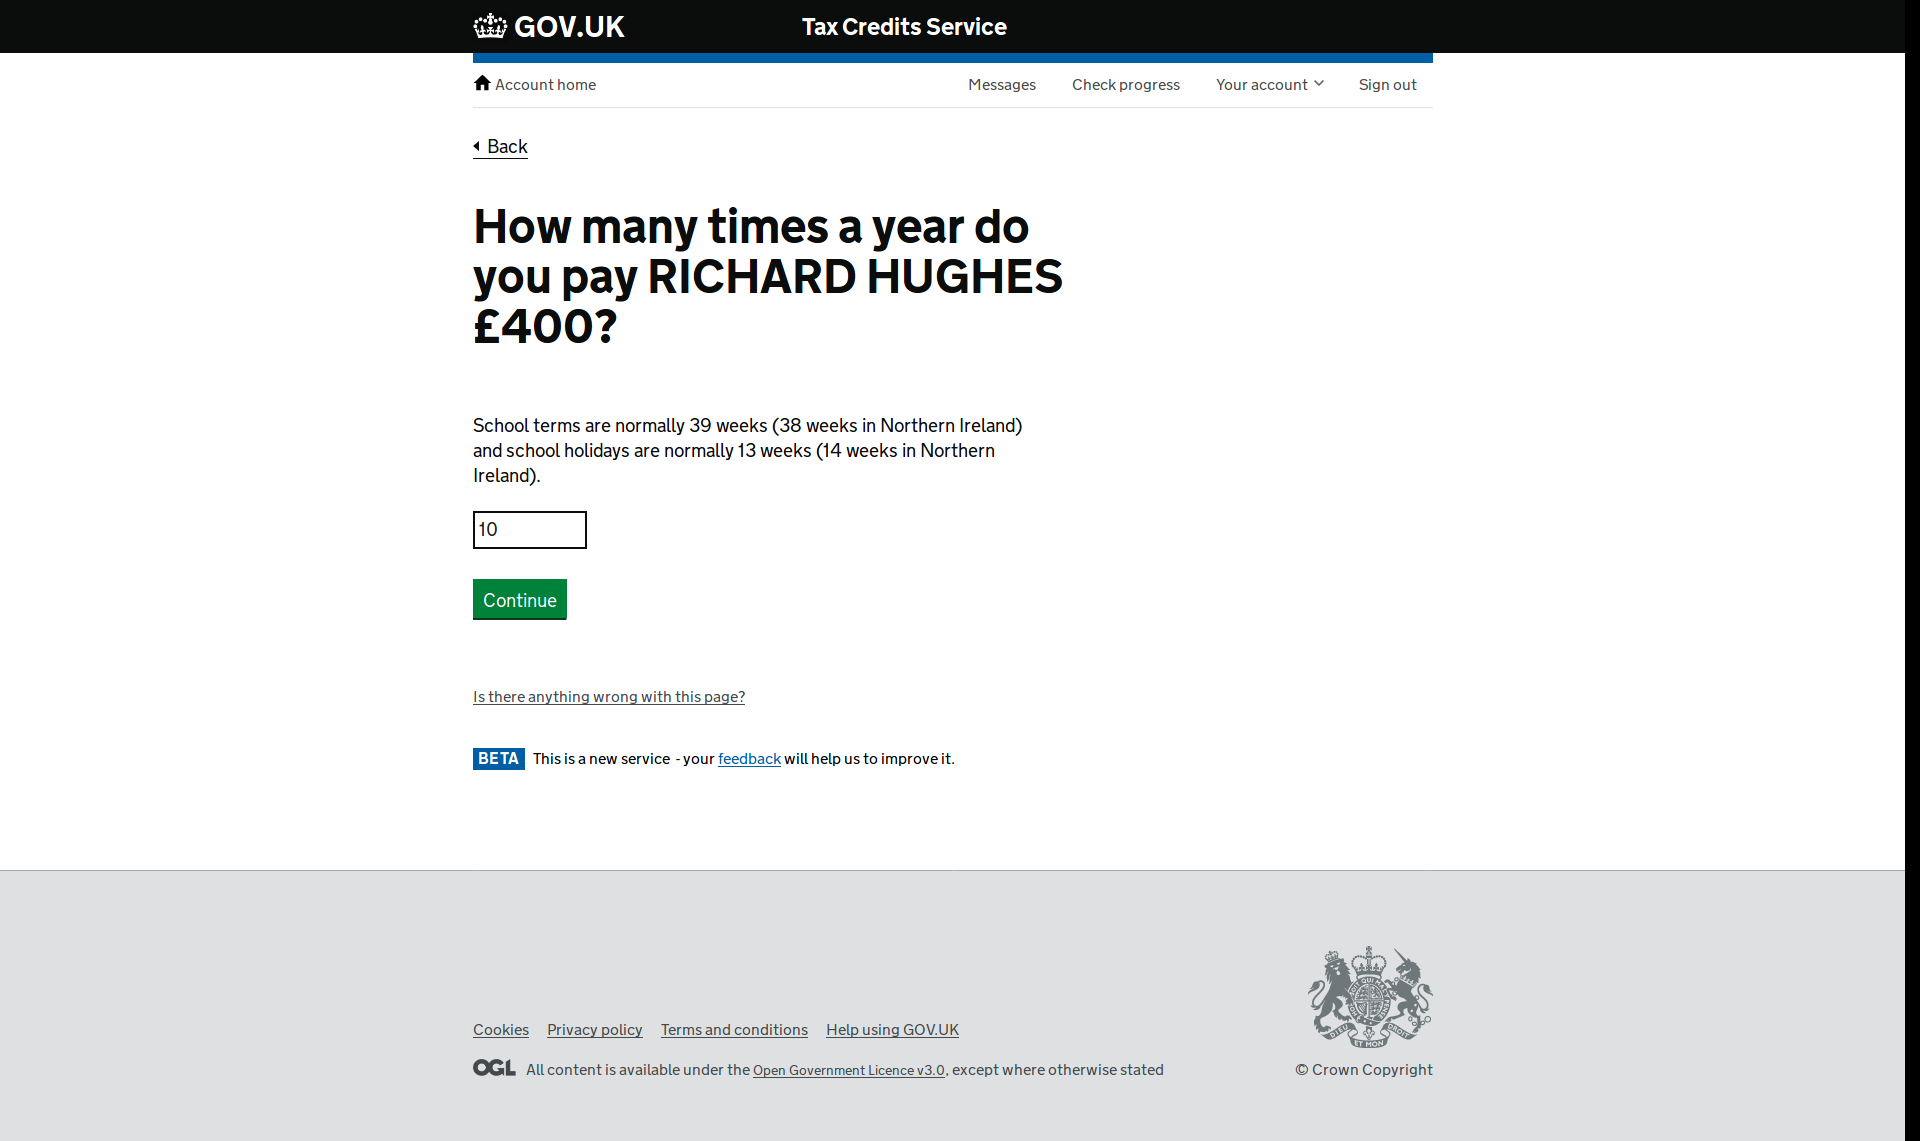 GOV.UK
Tax Credits Service
Account home
Messages
Check progress
Your account
Sign out
Back
How many times a year do
you pay RICHARD HUGHES
£400?
School terms are normally 39 weeks (38 weeks in Northern Ireland)
and school holidays are normally 13 weeks (14 weeks in Northern
Ireland).
10
Continue
Is there anything wrong with this page?
BETA This is a new service - your feedback will help us to improve it.
Cookies Privacy policy Terms and conditions Help using GOV.UK
OGL All content is available under the Open Government Licence v3.0, except where otherwise stated
DIEU ET MON DROIT
© Crown Copyright